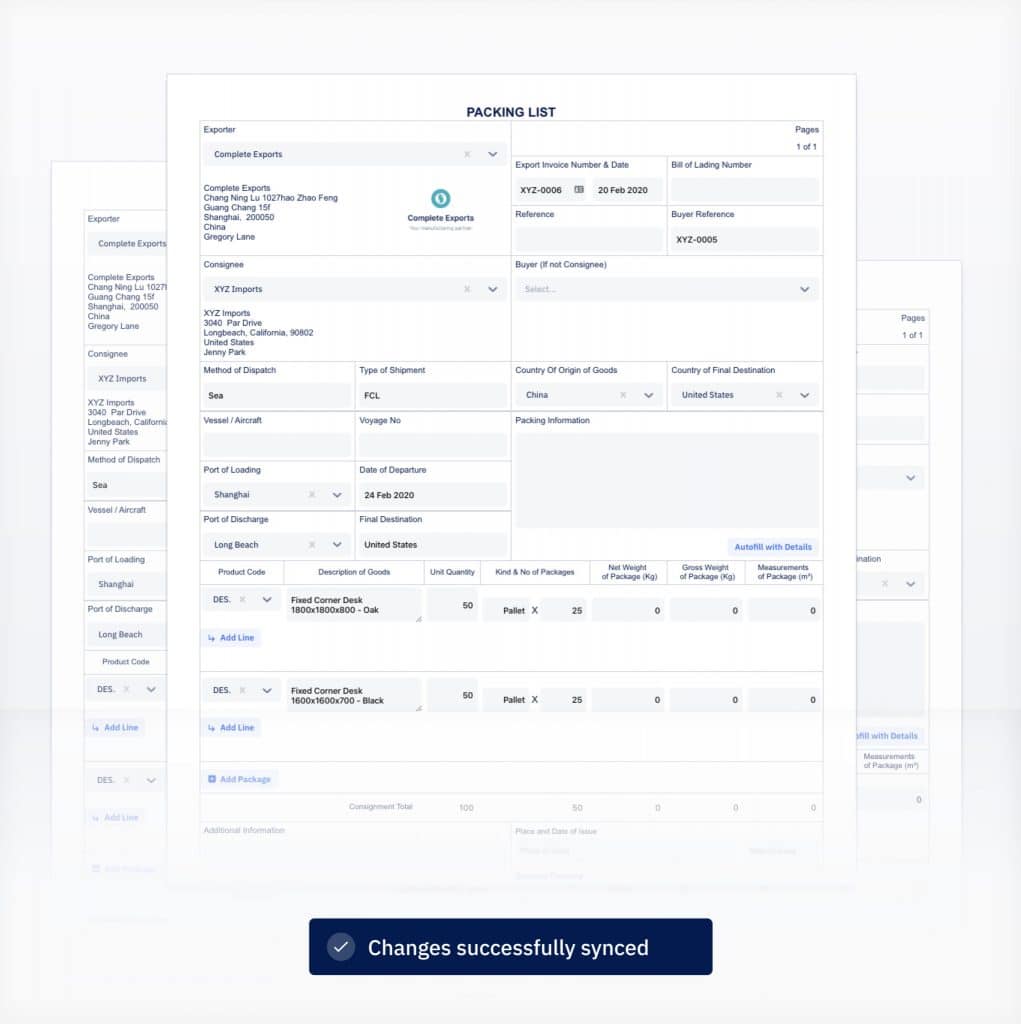 PACKING LIST
Exporter
Pages
Complete Exports
1 of 1
Export Invoice Number & Date
Bill of Lading Number
XYZ-0006
20 Feb 2020
Complete Exports
Chang Ning Lu 1027hao Zhao Feng
Guang Chang 15f
Shanghai,  200050
China
Gregory Lane
Complete Exports
Your manufacturing partner
Reference
Buyer Reference
XYZ-0005
Consignee
Buyer (If not Consignee)
XYZ Imports
Select...
XYZ Imports
3040  Par Drive
Longbeach, California, 90802
United States
Jenny Park
Method of Dispatch
Type of Shipment
Country Of Origin of Goods
Country of Final Destination
Sea
FCL
China
United States
Vessel / Aircraft
Voyage No
Packing Information
Port of Loading
Date of Departure
Shanghai
24 Feb 2020
Port of Discharge
Final Destination
Long Beach
United States
Autofill with Details
Product Code
Description of Goods
Unit Quantity
Kind & No of Packages
Net Weight
of Package (Kg)
Gross Weight
of Package (Kg)
Measurements
of Package (m³)
DES.
Fixed Corner Desk
1800x1800x800 - Oak
50
Pallet X 25
0
0
0
Add Line
DES.
Fixed Corner Desk
1600x1600x700 - Black
50
Pallet X 25
0
0
0
Add Line
Add Package
Consignment Total
100
50
0
0
0
Additional Information
Place and Date of Issue
Exporter
Complete Exports
Complete Exports
Chang Ning Lu 1027
Guang Chang 15f
Shanghai,  200050
China
Gregory Lane
Consignee
XYZ Imports
XYZ Imports
3040  Par Drive
Longbeach, California
United States
Jenny Park
Method of Dispatch
Sea
Vessel / Aircraft
Port of Loading
Shanghai
Port of Discharge
Long Beach
Product Code
DES.
Add Line
DES.
Add Line
Add Package
Pages
1 of 1
ination
ofill with Details
Measurements
of Package (m³)
0
Changes successfully synced